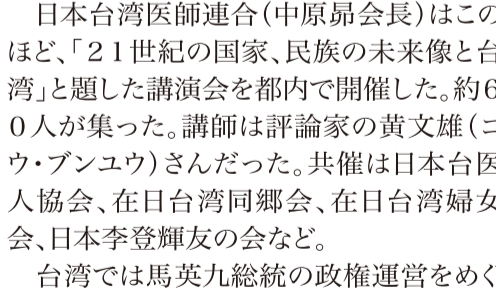 日本台湾医師連合(中原昴会長)はこの
ほど、「２１世紀の国家、民族の未来像と台
湾」と題した講演会を都内で開催した。約６
０人が集った。講師は評論家の黄文雄(コ
ウ・ブンユウ)さんだった。共催は日本台医
人協会、在日台湾同郷会、在日台湾婦女
会、日本李登輝友の会など。
台湾では馬英九総統の政権運営をめぐ